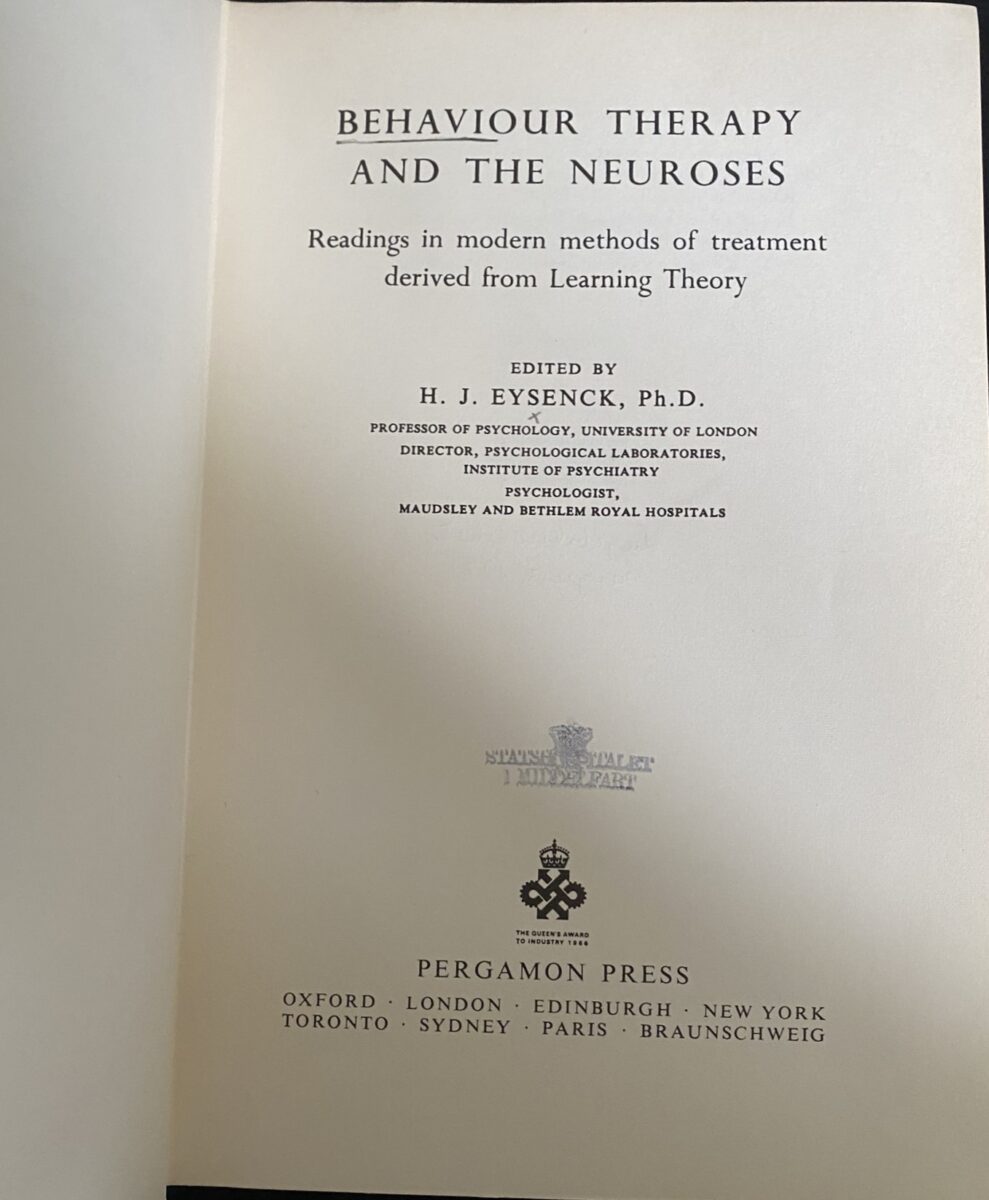 BEHAVIOUR THERAPY
AND THE NEUROSES
Readings in modern methods of treatment
derived from Learning Theory
EDITED BY
H. J. EYSENCK, Ph.D.
x
PROFESSOR OF PSYCHOLOGY, UNIVERSITY OF LONDON
DIRECTOR, PSYCHOLOGICAL LABORATORIES,
INSTITUTE OF PSYCHIATRY
PSYCHOLOGIST,
MAUDSLEY AND BETHLEM ROYAL HOSPITALS
THE QUEEN'S AWARD
TO INDUSTRY 1966
PERGAMON PRESS
OXFORD · LONDON · EDINBURGH · NEW YORK
TORONTO · SYDNEY · PARIS · BRAUNSCHWEIG